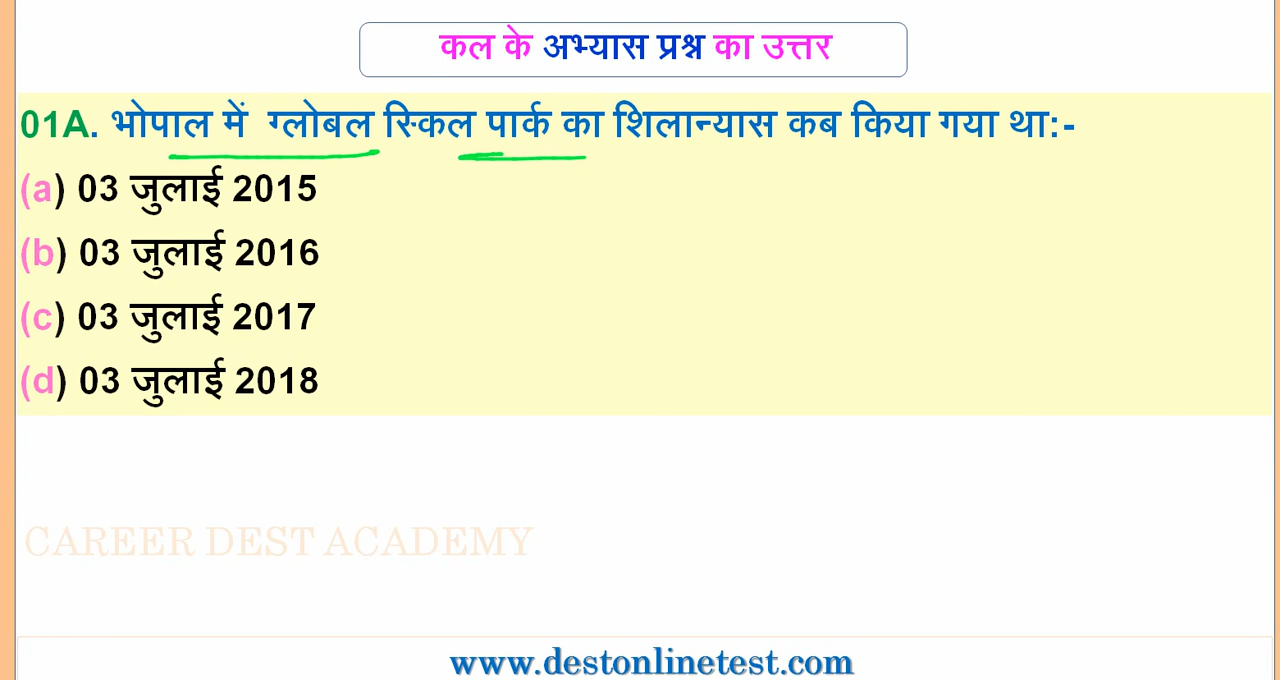 कल के अभ्यास प्रश्न का उत्तर
01A. भोपाल में ग्लोबल स्किल पार्क का शिलान्यास कब किया गया था:-
(a) 03 जुलाई 2015
(b) 03 जुलाई 2016
(c) 03 जुलाई 2017
(d) 03 जुलाई 2018
CAREER DEST ACADEMY
www.destonlinetest.com